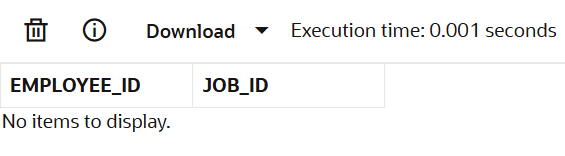 Download Execution time: 0.001 seconds
EMPLOYEE_ID JOB_ID
No items to display.